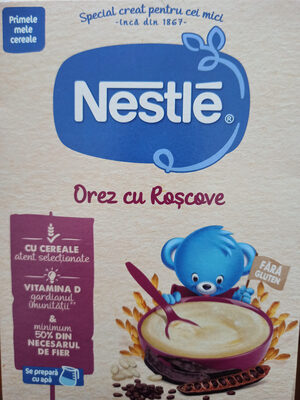 Primele
mele
cereale
Special creat pentru cei mici
-încă din 1867-
Nestlé®
Orez cu Roșcove
CU CEREALE
atent selecționate
VITAMINA D
gardianul
imunității**
&
minimum
50% DIN
NECESARUL
DE FIER
FĂRĂ
GLUTEN
Se prepară
cu apă